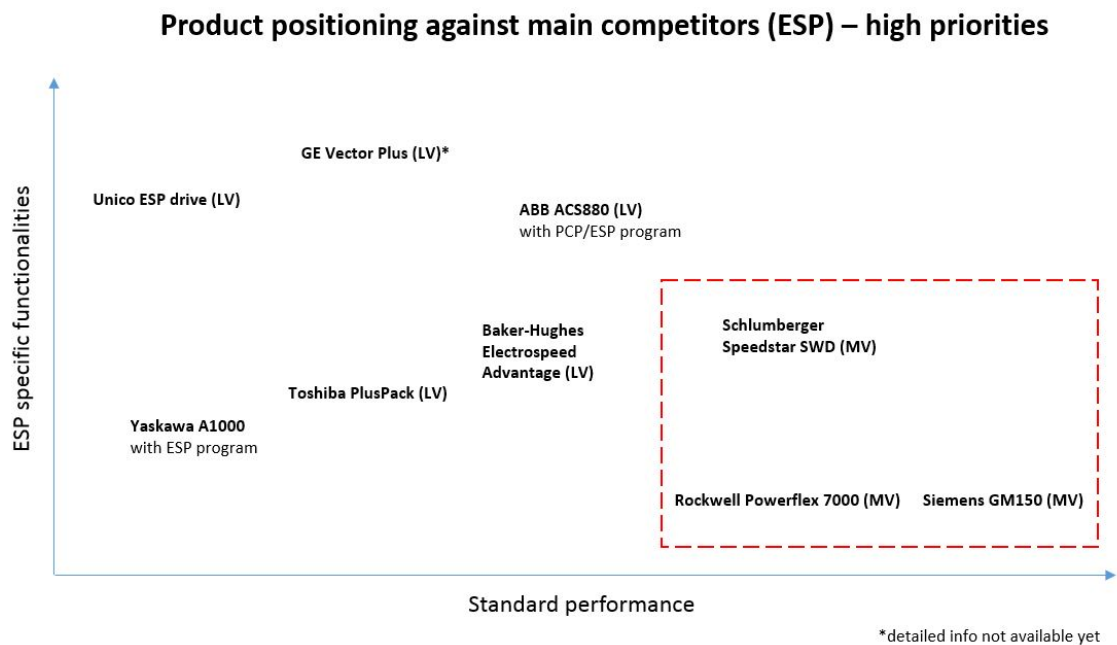 Product positioning against main competitors (ESP) – high priorities
ESP specific functionalities
GE Vector Plus (LV)*
Unico ESP drive (LV)
ABB ACS880 (LV)
with PCP/ESP program
Baker-Hughes
Electrospeed
Advantage (LV)
Schlumberger
Speedstar SWD (MV)
Toshiba PlusPack (LV)
Yaskawa A1000
with ESP program
Rockwell Powerflex 7000 (MV)
Siemens GM150 (MV)
Standard performance
*detailed info not available yet